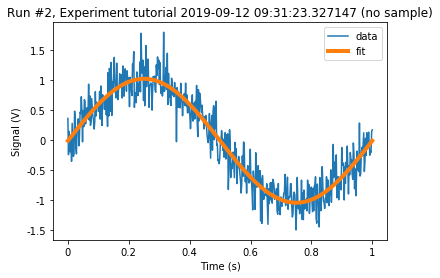 Run #2, Experiment tutorial 2019-09-12 09:31:23.327147 (no sample)
data
fit
1.5
1
0.5
0
-0.5
-1
-1.5
Signal (V)
0
0.2
0.4
0.6
0.8
1
Time (s)